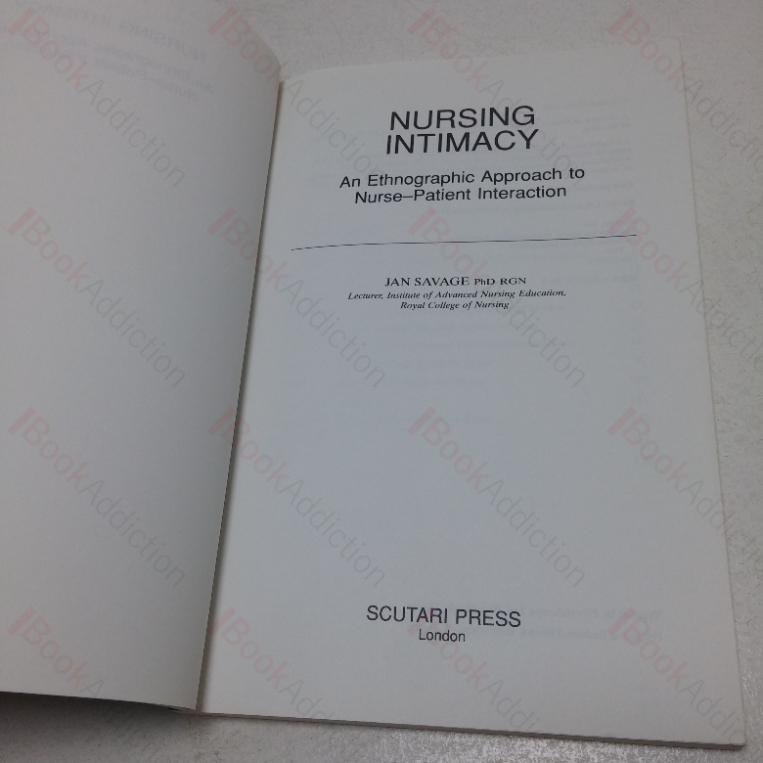 NURSING
INTIMACY
An Ethnographic Approach to
Nurse–Patient Interaction
JAN SAVAGE PhD RGN
Lecturer, Institute of Advanced Nursing Education,
Royal College of Nursing
SCUTARI PRESS
London
BookAddiction